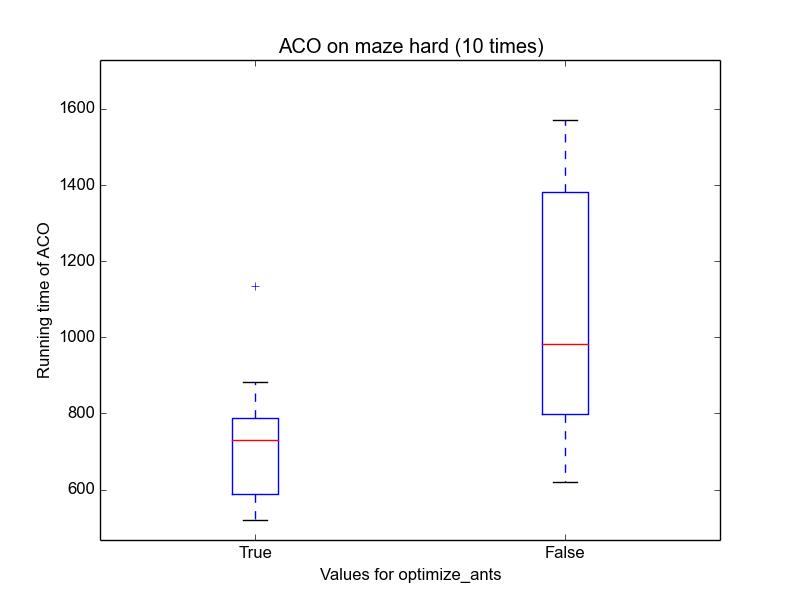 ACO on maze hard (10 times)
1600
1400
1200
1000
800
600
Running time of ACO
True False
Values for optimize_ants